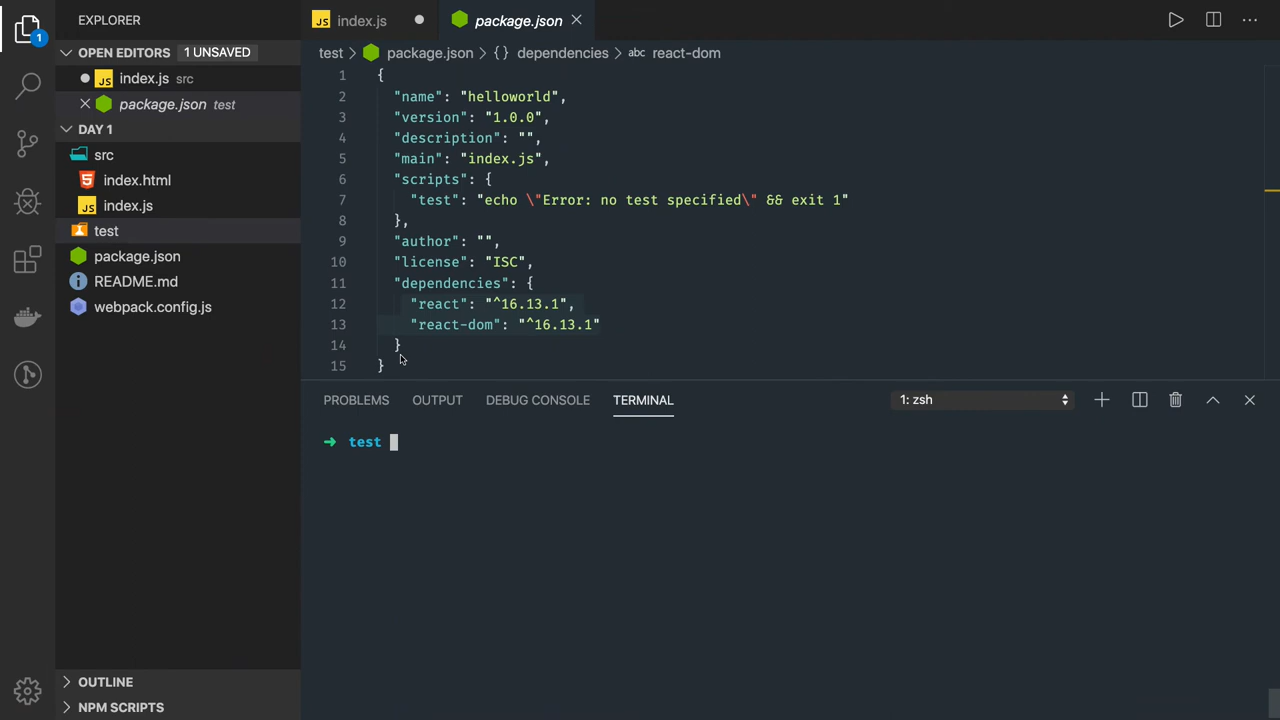 EXPLORER
OPEN EDITORS 1 UNSAVED
JS index.js src
package.json test
DAY 1
src
index.html
JS index.js
test
package.json
README.md
webpack.config.js
OUTLINE
NPM SCRIPTS
1
JS index.js
package.json
test > package.json > {} dependencies > abc react-dom
1 {
2 "name": "helloworld",
3 "version": "1.0.0",
4 "description": "",
5 "main": "index.js",
6 "scripts": {
7 "test": "echo \"Error: no test specified\" && exit 1"
8 },
9 "author": "",
10 "license": "ISC",
11 "dependencies": {
12 "react": "^16.13.1",
13 "react-dom": "^16.13.1"
14 }
15 }
PROBLEMS OUTPUT DEBUG CONSOLE TERMINAL 1: zsh
➜ test